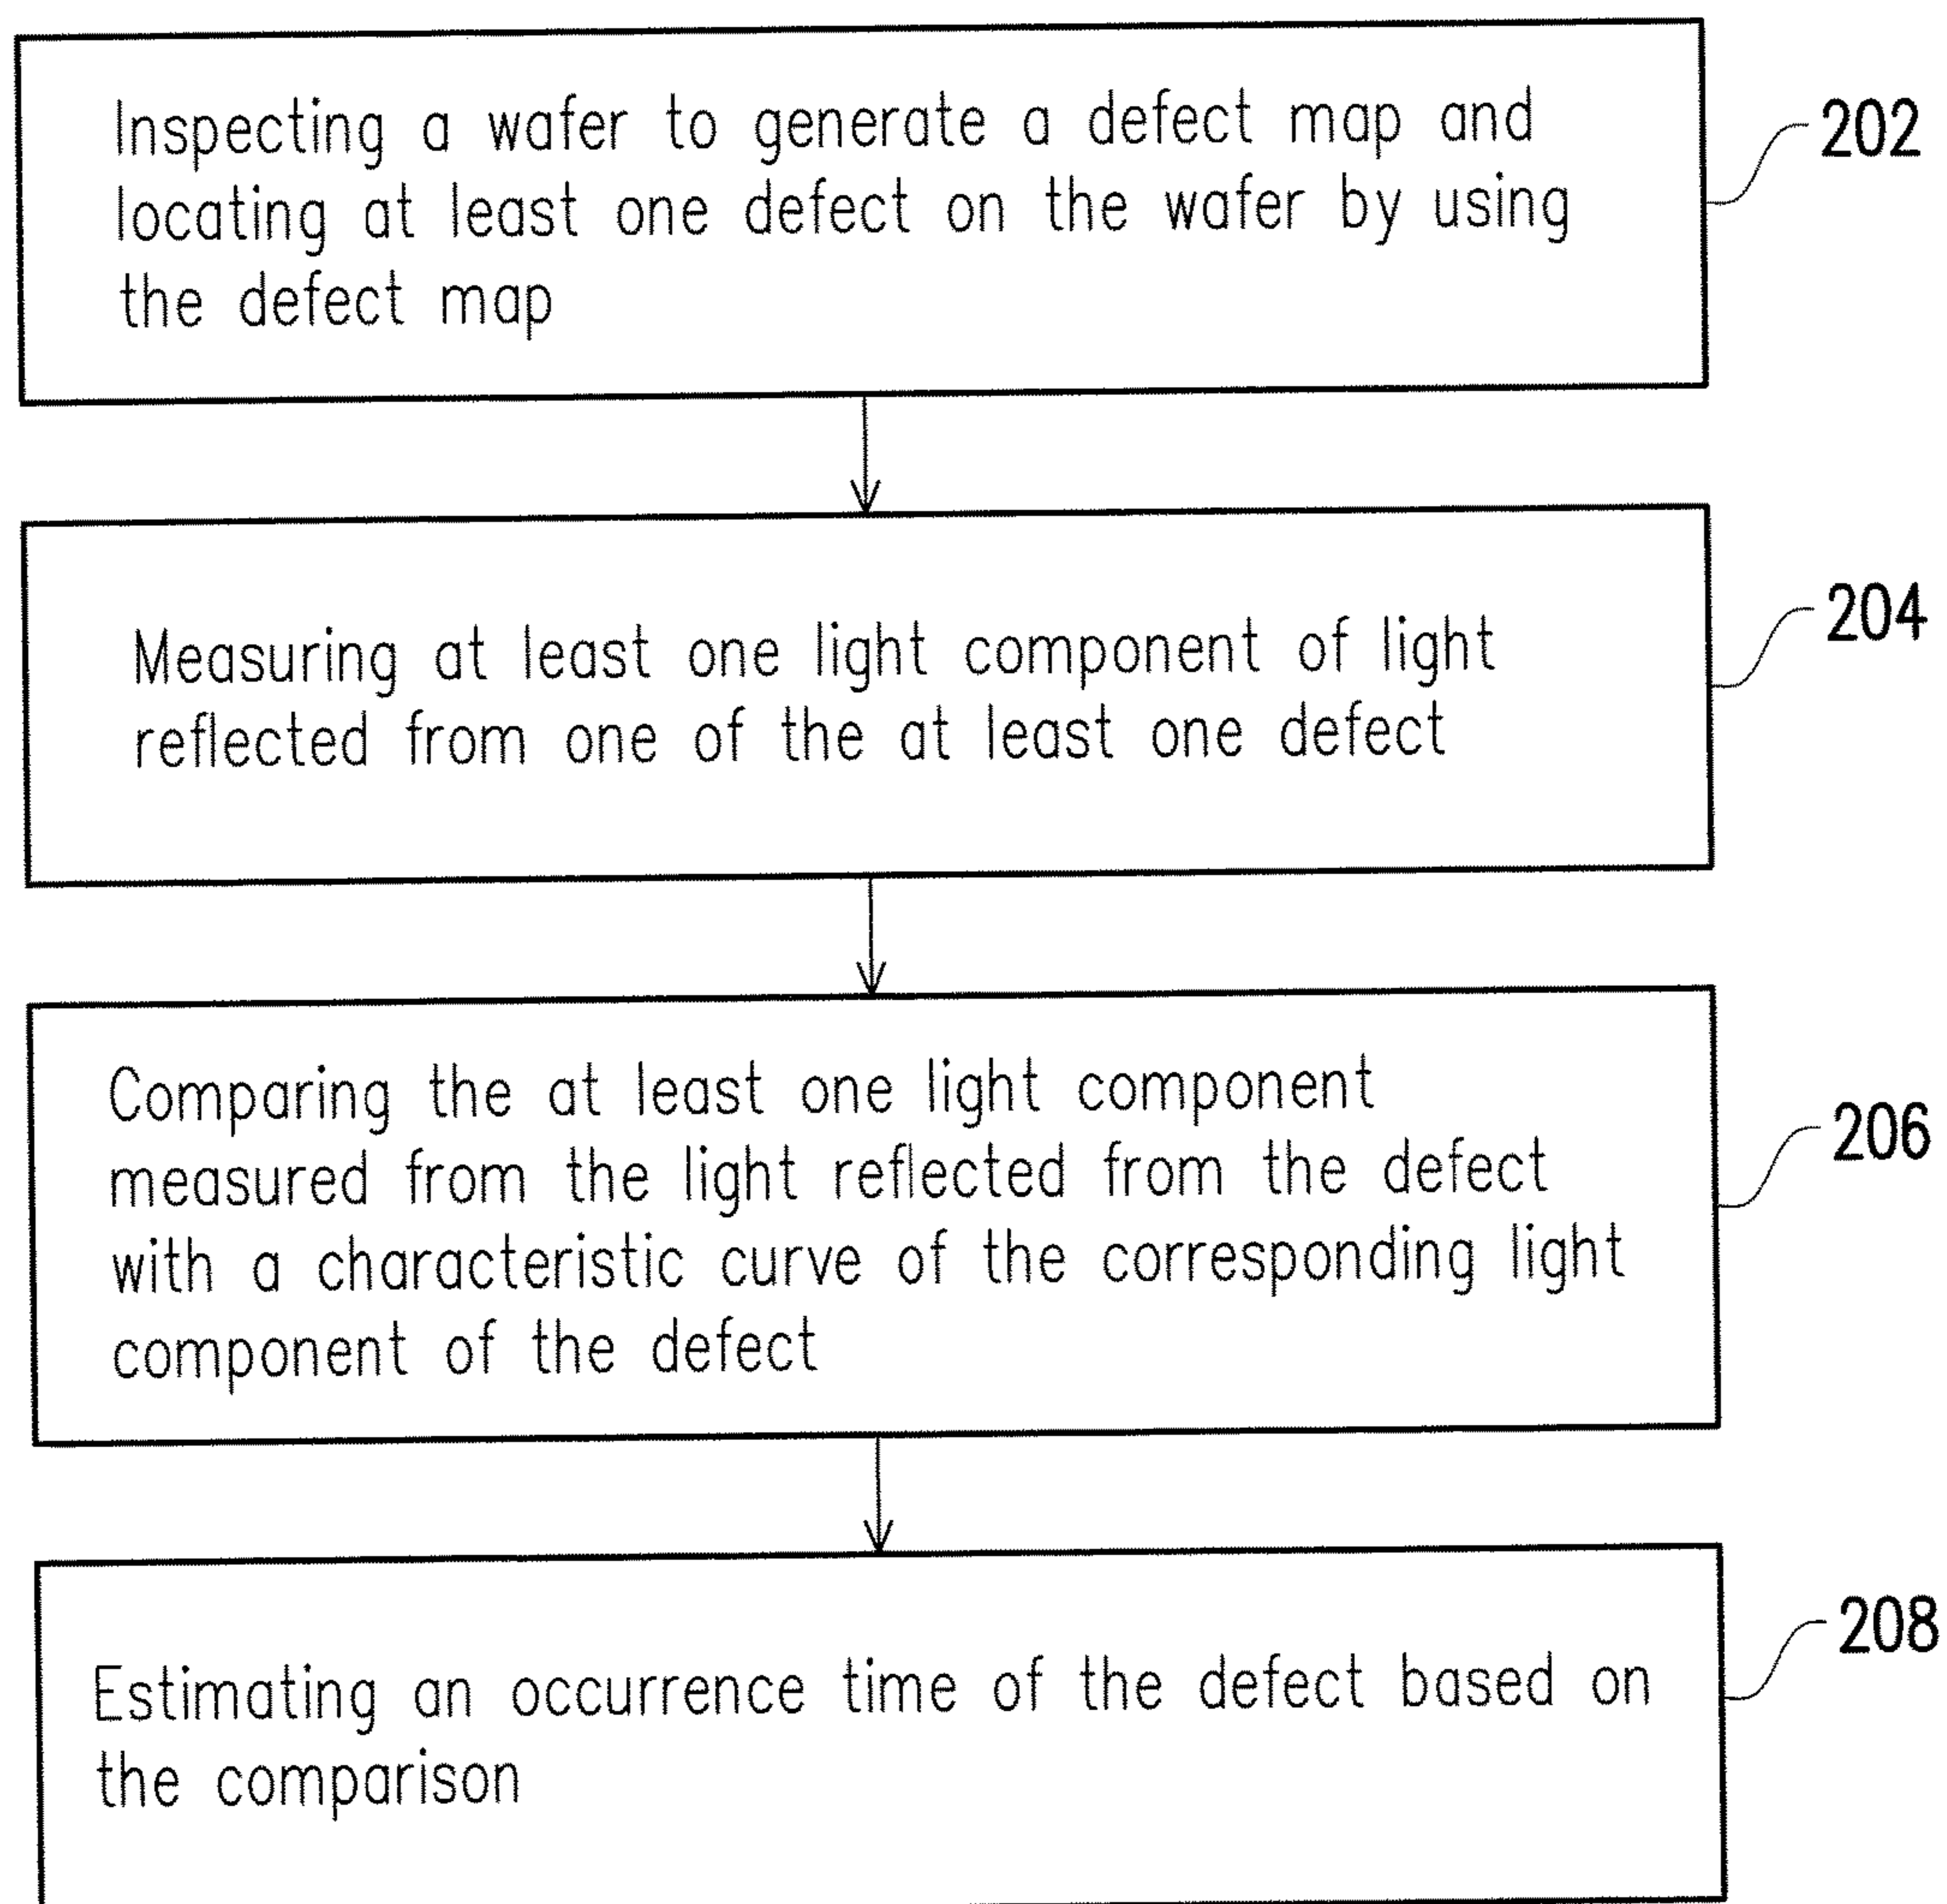 Inspecting a wafer to generate a defect map and
locating at least one defect on the wafer by using
the defect map
202
Measuring at least one light component of light
reflected from one of the at least one defect
204
Comparing the at least one light component
measured from the light reflected from the defect
with a characteristic curve of the corresponding light
component of the defect
206
Estimating an occurrence time of the defect based on
the comparison
208